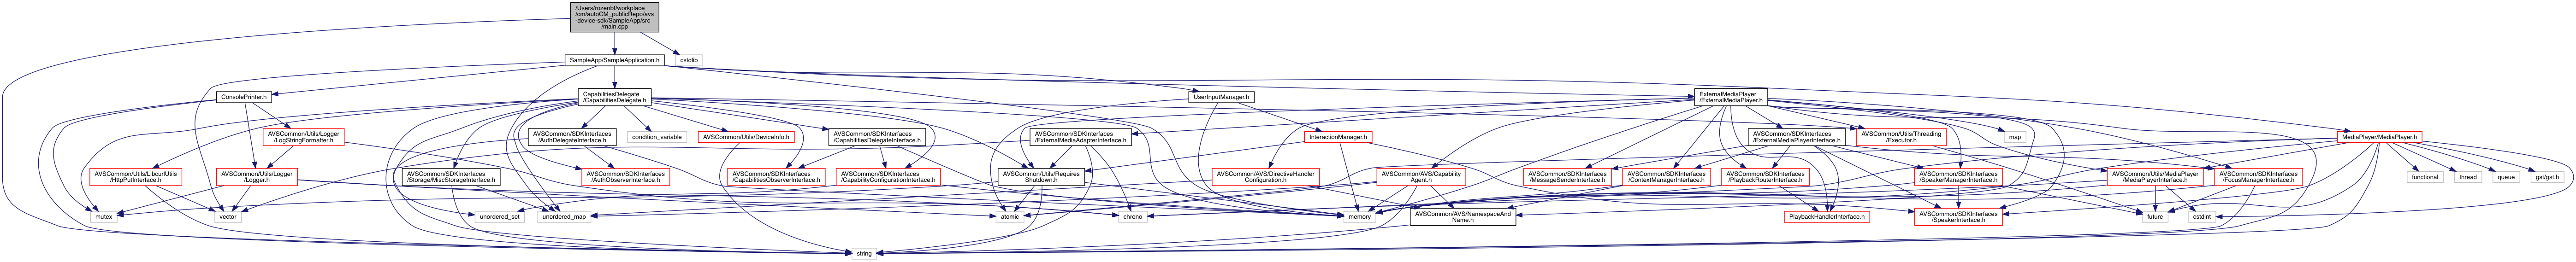 /Users/rozenbf/workplace
/cm/autoCM_publicRepo/avs
-device-sdk/SampleApp/src
/main.cpp
SampleApp/SampleApplication.h
cstdlib
ConsolePrinter.h
CapabilitiesDelegate
/CapabilitiesDelegate.h
UserInputManager.h
ExternalMediaPlayer
/ExternalMediaPlayer.h
AVSCommon/Utils/Logger
/LogStringFormatter.h
AVSCommon/SDKInterfaces
/AuthDelegateInterface.h
condition_variable
AVSCommon/Utils/DeviceInfo.h
AVSCommon/SDKInterfaces
/CapabilitiesDelegateInterface.h
AVSCommon/SDKInterfaces
/ExternalMediaAdapterInterface.h
InteractionManager.h
AVSCommon/SDKInterfaces
/ExternalMediaPlayerInterface.h
AVSCommon/Utils/Threading
/Executor.h
map
MediaPlayer/MediaPlayer.h
AVSCommon/Utils/LibcurlUtils
/HttpPutInterface.h
AVSCommon/Utils/Logger
/Logger.h
AVSCommon/SDKInterfaces
/Storage/MiscStorageInterface.h
AVSCommon/SDKInterfaces
/AuthObserverInterface.h
AVSCommon/SDKInterfaces
/CapabilitiesObserverInterface.h
AVSCommon/SDKInterfaces
/CapabilityConfigurationInterface.h
AVSCommon/Utils/Requires
Shutdown.h
AVSCommon/AVS/DirectiveHandler
Configuration.h
AVSCommon/AVS/Capability
Agent.h
AVSCommon/SDKInterfaces
/MessageSenderInterface.h
AVSCommon/SDKInterfaces
/ContextManagerInterface.h
AVSCommon/SDKInterfaces
/PlaybackRouterInterface.h
AVSCommon/SDKInterfaces
/SpeakerManagerInterface.h
AVSCommon/Utils/MediaPlayer
/MediaPlayerInterface.h
AVSCommon/SDKInterfaces
/FocusManagerInterface.h
functional
thread
queue
gst/gst.h
mutex
vector
unordered_set
unordered_map
atomic
chrono
memory
AVSCommon/AVS/NamespaceAnd
Name.h
PlaybackHandlerInterface.h
AVSCommon/SDKInterfaces
/SpeakerInterface.h
future
cstdint
string